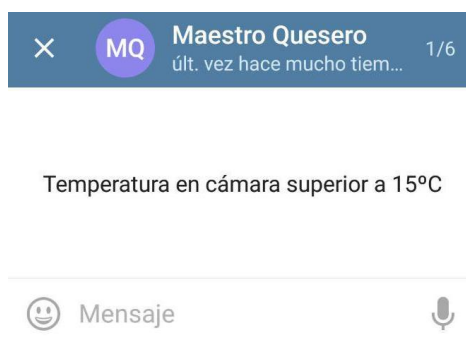 MQ
Maestro Quesero
1/6
últ. vez hace mucho tiem...
Temperatura en cámara superior a 15ºC
Mensaje